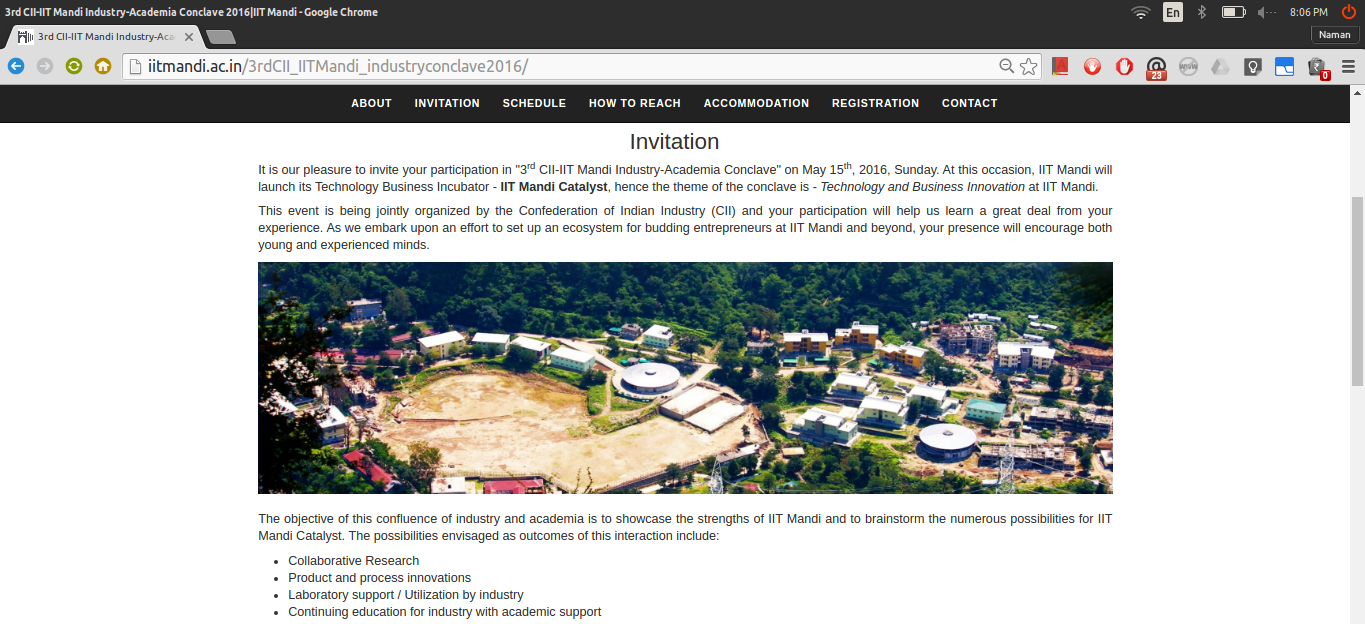 3rd CII-IIT Mandi Industry-Academia Conclave 2016|IIT Mandi - Google Chrome
En
8:06 PM
3rd CII-IIT Mandi Industry-Aca
Naman
iitmandi.ac.in/3rdCII_IITMandi_industryconclave2016/
23
0
ABOUT INVITATION SCHEDULE HOW TO REACH ACCOMMODATION REGISTRATION CONTACT
Invitation
It is our pleasure to invite your participation in "3rd CII-IIT Mandi Industry-Academia Conclave" on May 15th, 2016, Sunday. At this occasion, IIT Mandi will
launch its Technology Business Incubator - IIT Mandi Catalyst, hence the theme of the conclave is - Technology and Business Innovation at IIT Mandi.
This event is being jointly organized by the Confederation of Indian Industry (CII) and your participation will help us learn a great deal from your
experience. As we embark upon an effort to set up an ecosystem for budding entrepreneurs at IIT Mandi and beyond, your presence will encourage both
young and experienced minds.
The objective of this confluence of industry and academia is to showcase the strengths of IIT Mandi and to brainstorm the numerous possibilities for IIT
Mandi Catalyst. The possibilities envisaged as outcomes of this interaction include:
• Collaborative Research
• Product and process innovations
• Laboratory support / Utilization by industry
• Continuing education for industry with academic support